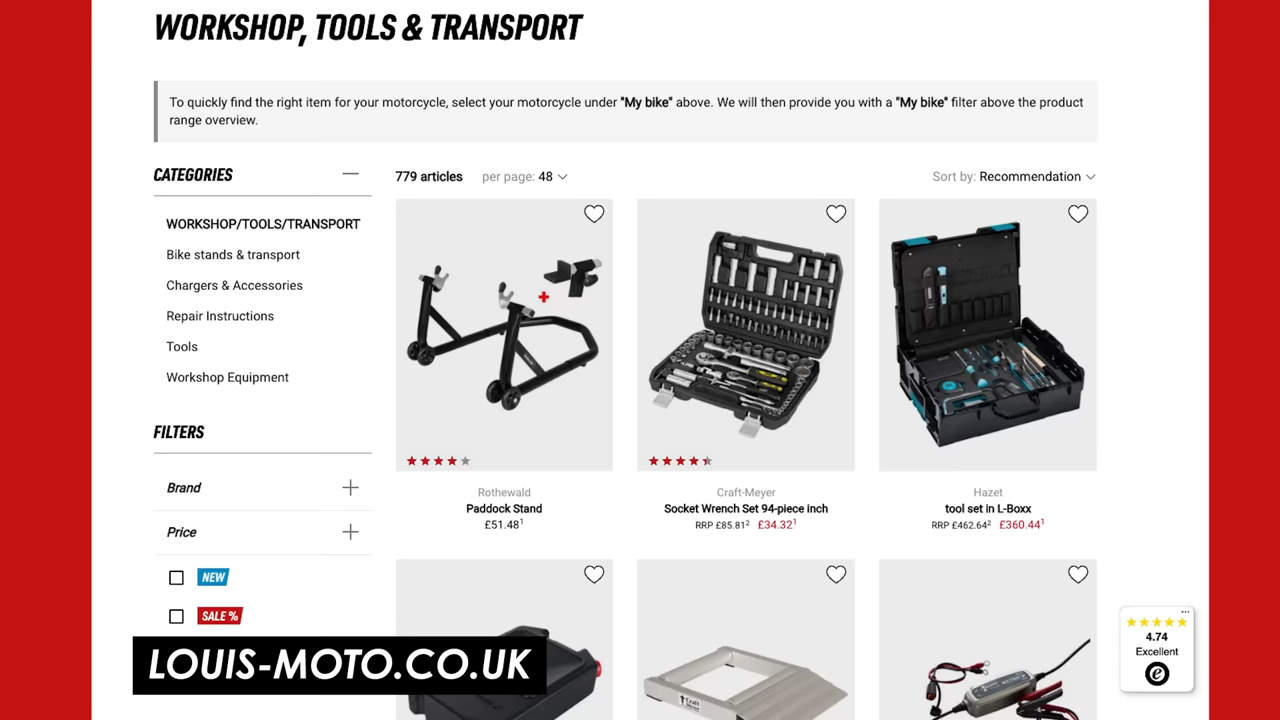 WORKSHOP, TOOLS & TRANSPORT
To quickly find the right item for your motorcycle, select your motorcycle under "My bike" above. We will then provide you with a "My bike" filter above the product
range overview.
CATEGORIES
779 articles per page: 48
Sort by: Recommendation
WORKSHOP/TOOLS/TRANSPORT
Bike stands & transport
Chargers & Accessories
Repair Instructions
Tools
Workshop Equipment
FILTERS
Brand
Price
NEW
SALE %
Rothewald
Paddock Stand
£51.48¹
Craft-Meyer
Socket Wrench Set 94-piece inch
RRP £85.81² £34.32¹
Hazet
tool set in L-Boxx
RRP £462.64² £360.44¹
4.74
Excellent
e
LOUIS-MOTO.CO.UK